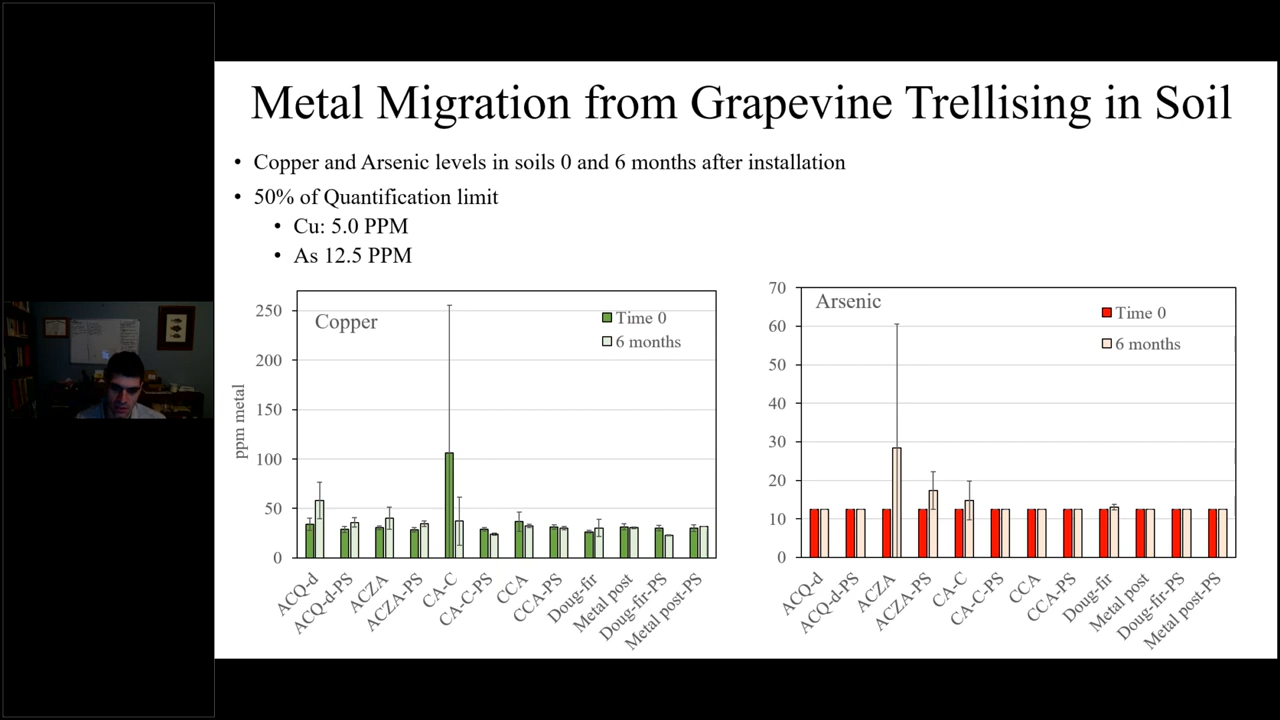 Metal Migration from Grapevine Trellising in Soil
• Copper and Arsenic levels in soils 0 and 6 months after installation
• 50% of Quantification limit
• Cu: 5.0 PPM
• As 12.5 PPM
Copper
Time 0
6 months
ppm metal
250
200
150
100
50
0
ACQ-d
ACQ-d-PS
ACZA
ACZA-PS
CA-C
CA-C-PS
CCA
CCA-PS
Doug-fir
Metal post
Doug-fir-PS
Metal post-PS
Arsenic
Time 0
6 months
70
60
50
40
30
20
10
0
ACQ-d
ACQ-d-PS
ACZA
ACZA-PS
CA-C
CA-C-PS
CCA
CCA-PS
Doug-fir
Metal post
Doug-fir-PS
Metal post-PS